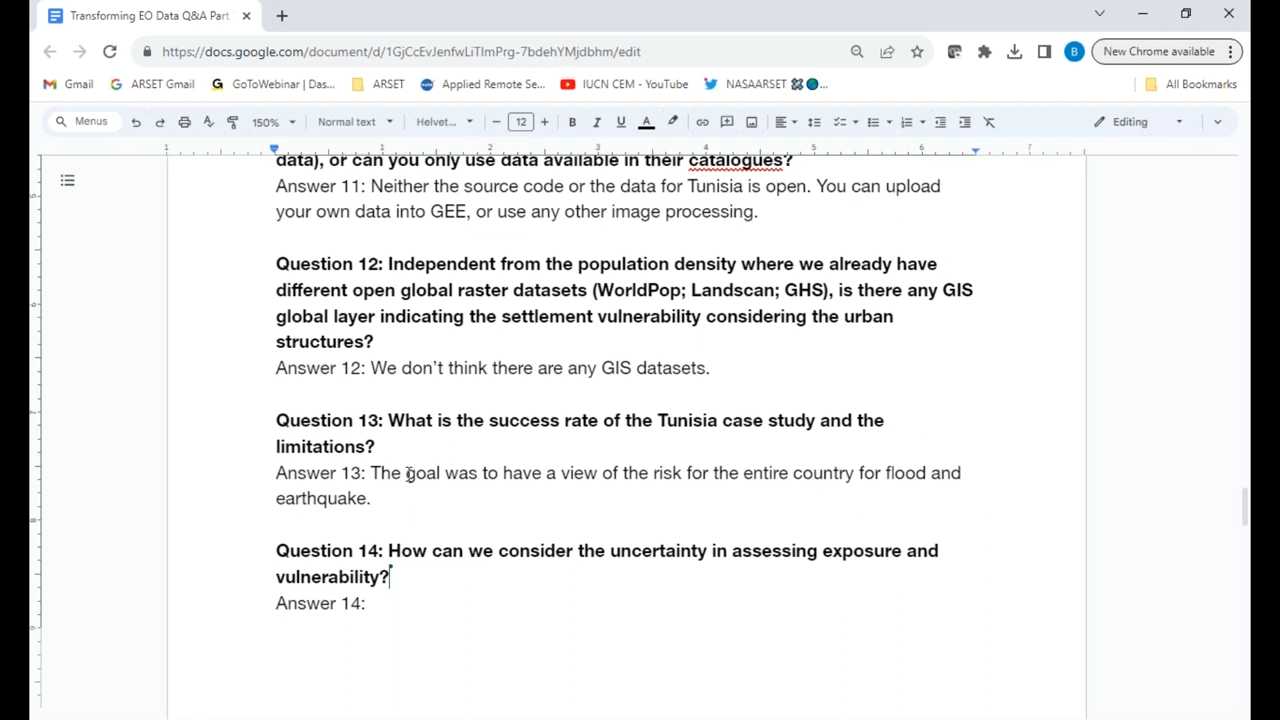 Transforming EO Data Q&A Part
https://docs.google.com/document/d/1GjCcEvJenfwLiTlmPrg-7bdehYMjdbhm/edit
B
New Chrome available
Gmail
ARSET Gmail
GoToWebinar | Das...
ARSET
Applied Remote Se...
IUCN CEM - YouTube
NASAARSET
All Bookmarks
Menus
150%
Normal text
Helvet...
12
B
I
U
A
Editing
1 1 2 3 4 5 6 7
data), or can you only use data available in their catalogues?
Answer 11: Neither the source code or the data for Tunisia is open. You can upload
your own data into GEE, or use any other image processing.
Question 12: Independent from the population density where we already have
different open global raster datasets (WorldPop; Landscan; GHS), is there any GIS
global layer indicating the settlement vulnerability considering the urban
structures?
Answer 12: We don’t think there are any GIS datasets.
Question 13: What is the success rate of the Tunisia case study and the
limitations?
Answer 13: The goal was to have a view of the risk for the entire country for flood and
earthquake.
Question 14: How can we consider the uncertainty in assessing exposure and
vulnerability?
Answer 14: